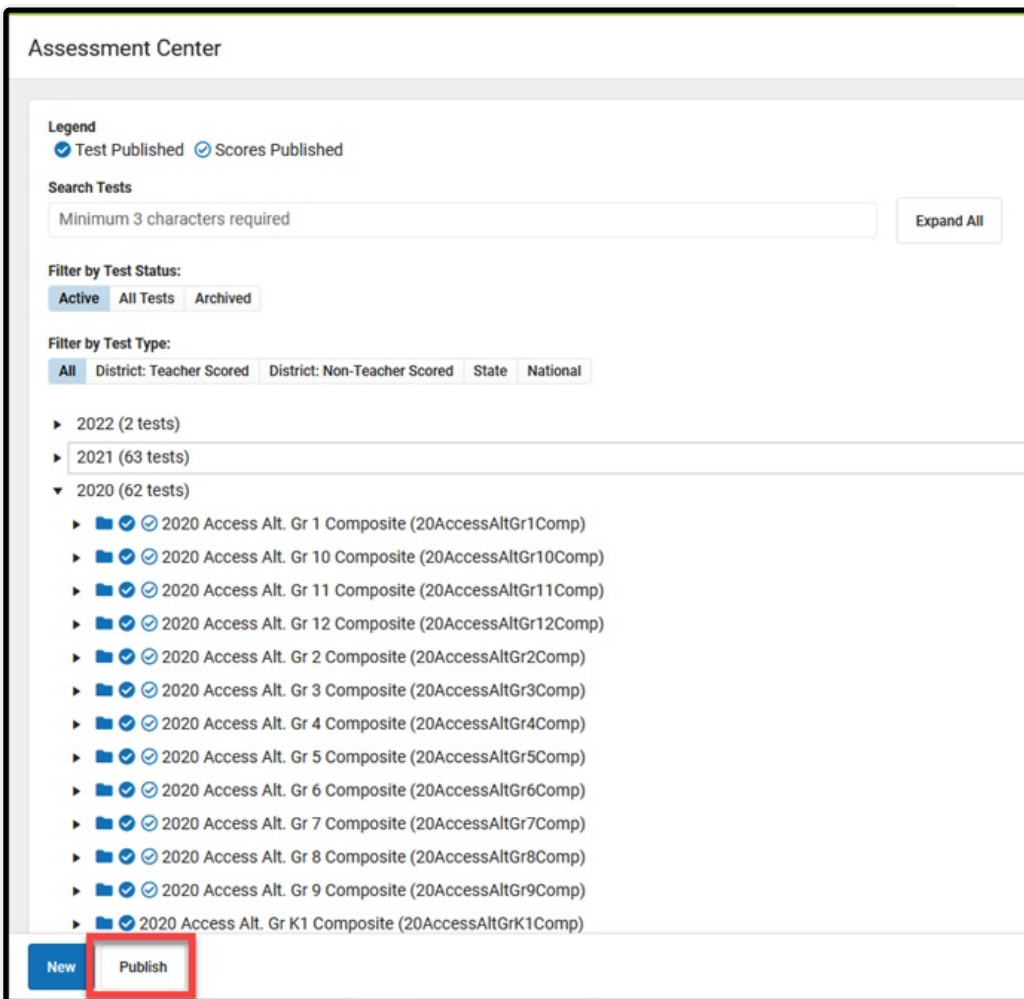 Assessment Center
Legend
Test Published Scores Published
Search Tests
Minimum 3 characters required
Expand All
Filter by Test Status:
Active All Tests Archived
Filter by Test Type:
All District: Teacher Scored District: Non-Teacher Scored State National
2022 (2 tests)
2021 (63 tests)
2020 (62 tests)
2020 Access Alt. Gr 1 Composite (20AccessAltGr1Comp)
2020 Access Alt. Gr 10 Composite (20AccessAltGr10Comp)
2020 Access Alt. Gr 11 Composite (20AccessAltGr11Comp)
2020 Access Alt. Gr 12 Composite (20AccessAltGr12Comp)
2020 Access Alt. Gr 2 Composite (20AccessAltGr2Comp)
2020 Access Alt. Gr 3 Composite (20AccessAltGr3Comp)
2020 Access Alt. Gr 4 Composite (20AccessAltGr4Comp)
2020 Access Alt. Gr 5 Composite (20AccessAltGr5Comp)
2020 Access Alt. Gr 6 Composite (20AccessAltGr6Comp)
2020 Access Alt. Gr 7 Composite (20AccessAltGr7Comp)
2020 Access Alt. Gr 8 Composite (20AccessAltGr8Comp)
2020 Access Alt. Gr 9 Composite (20AccessAltGr9Comp)
2020 Access Alt. Gr K1 Composite (20AccessAltGrK1Comp)
New Publish